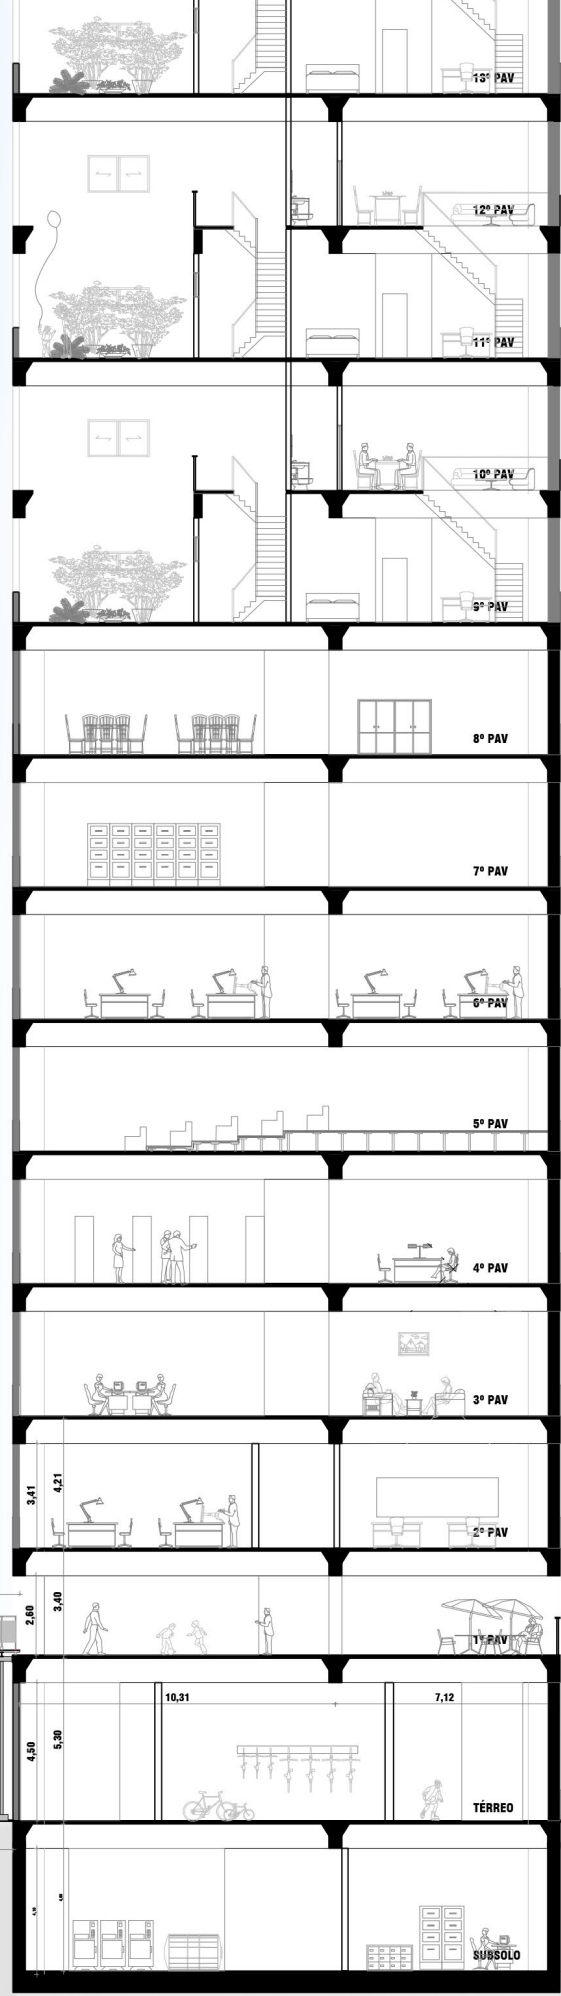 13º PAV
12º PAV
11º PAV
10º PAV
9º PAV
8º PAV
7º PAV
6º PAV
5º PAV
4º PAV
3º PAV
3,41
4,21
2º PAV
2,60
3,40
1º PAV
10,31
7,12
4,50
5,30
TÉRREO
SUBSOLO